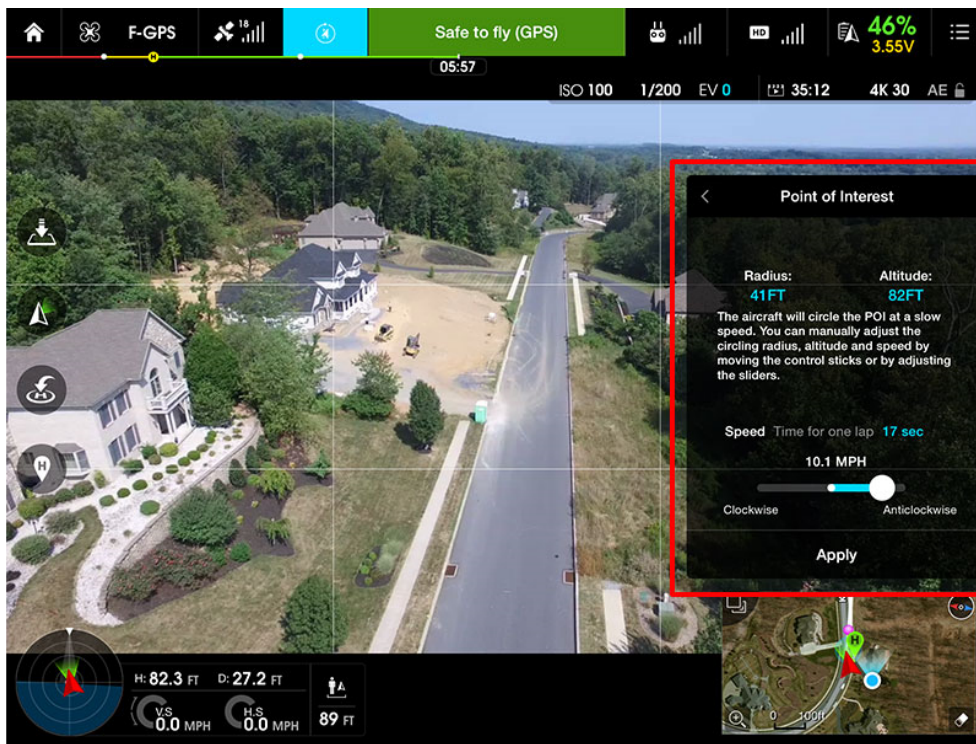 F-GPS
18
Safe to fly (GPS)
HD
46%
3.55V
H
05:57
ISO 100 1/200 EV 0 35:12 4K 30 AE
Point of Interest
Radius: Altitude:
41FT 82FT
The aircraft will circle the POI at a slow
speed. You can manually adjust the
circling radius, altitude and speed by
moving the control sticks or by adjusting
the sliders.
Speed Time for one lap 17 sec
10.1 MPH
Clockwise Anticlockwise
Apply
H
H
H: 82.3 FT D: 27.2 FT
V.S H.S
0.0 MPH 0.0 MPH
89 FT
N
H
0 100ft